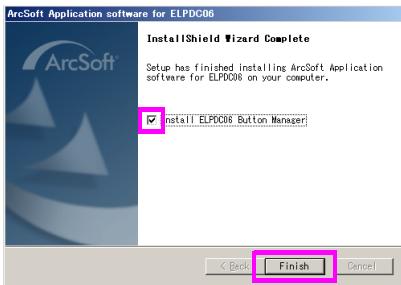 ArcSoft Application software for ELPDC06
InstallShield Wizard Complete
ArcSoft
Setup has finished installing ArcSoft Application
software for ELPDC06 on your computer.
Install ELPDC06 Button Manager
< Back
Finish
Cancel